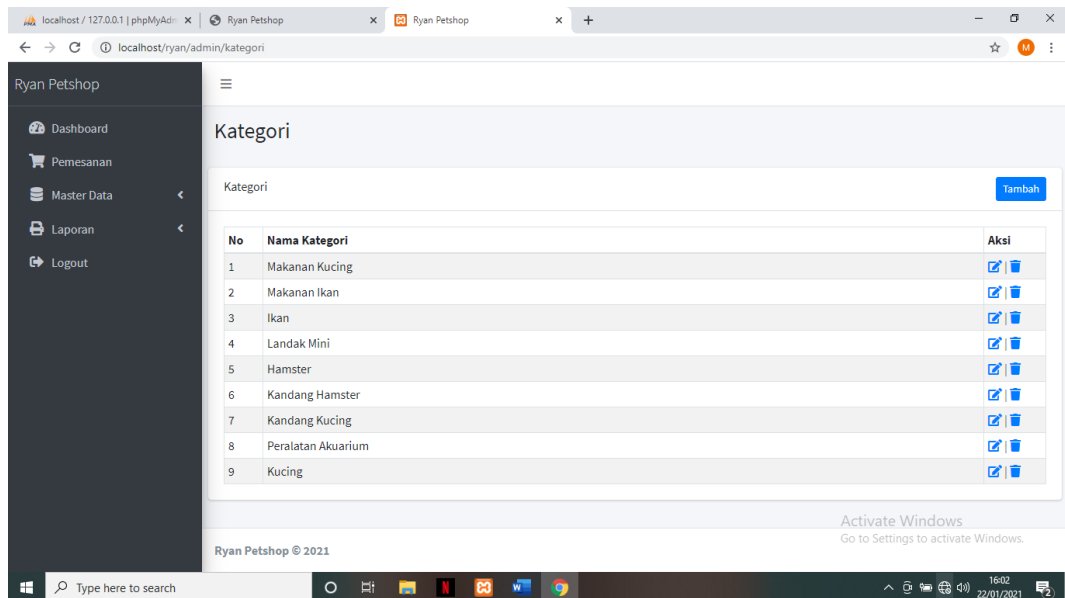 localhost / 127.0.0.1 | phpMyAdm
Ryan Petshop
Ryan Petshop
localhost/ryan/admin/kategori
M
Ryan Petshop
Dashboard
Pemesanan
Master Data
Laporan
Logout
Kategori
Kategori
Tambah
No Nama Kategori Aksi
1 Makanan Kucing |
2 Makanan Ikan |
3 Ikan |
4 Landak Mini |
5 Hamster |
6 Kandang Hamster |
7 Kandang Kucing |
8 Peralatan Akuarium |
9 Kucing |
Activate Windows
Go to Settings to activate Windows.
Ryan Petshop © 2021
Type here to search
N
W
16:02
22/01/2021
2